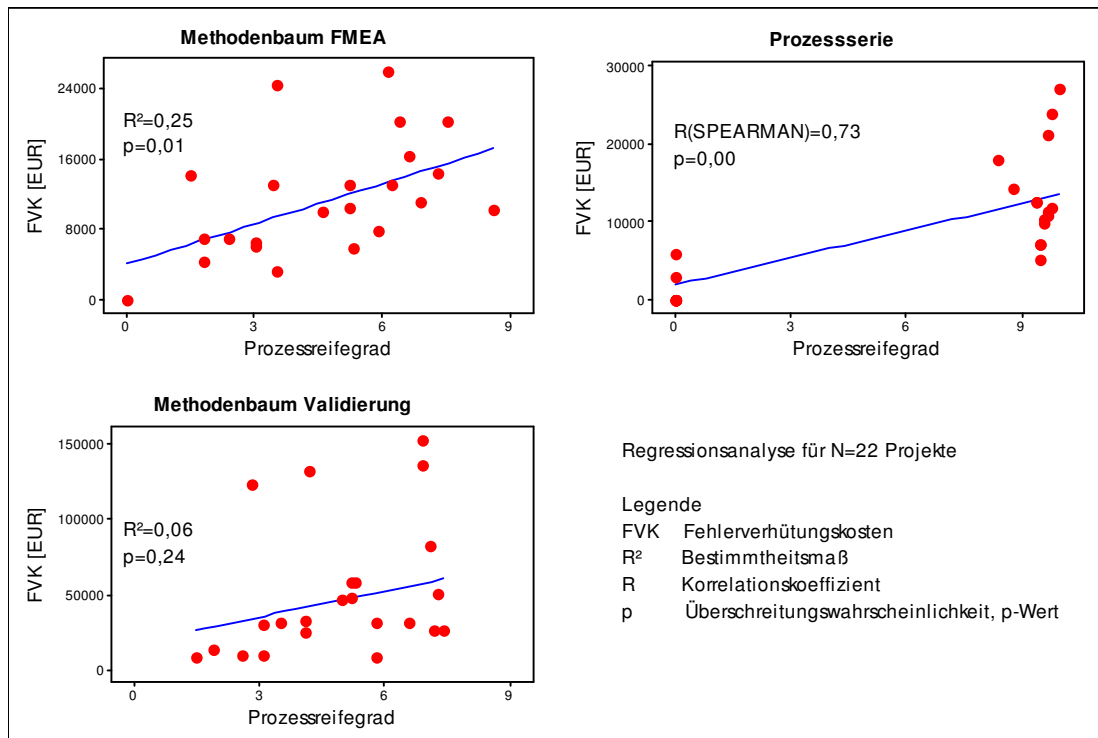 Methodenbaum FMEA
24000
16000
8000
0
FVK [EUR]
R²=0,25
p=0,01
0 3 6 9
Prozessreifegrad
Prozessserie
30000
20000
10000
0
FVK [EUR]
R(SPEARMAN)=0,73
p=0,00
0 3 6 9
Prozessreifegrad
Methodenbaum Validierung
150000
100000
50000
0
FVK [EUR]
R²=0,06
p=0,24
0 3 6 9
Prozessreifegrad
Regressionsanalyse für N=22 Projekte
Legende
FVK Fehlerverhütungskosten
R² Bestimmtheitsmaß
R Korrelationskoeffizient
p Überschreitungswahrscheinlichkeit, p-Wert